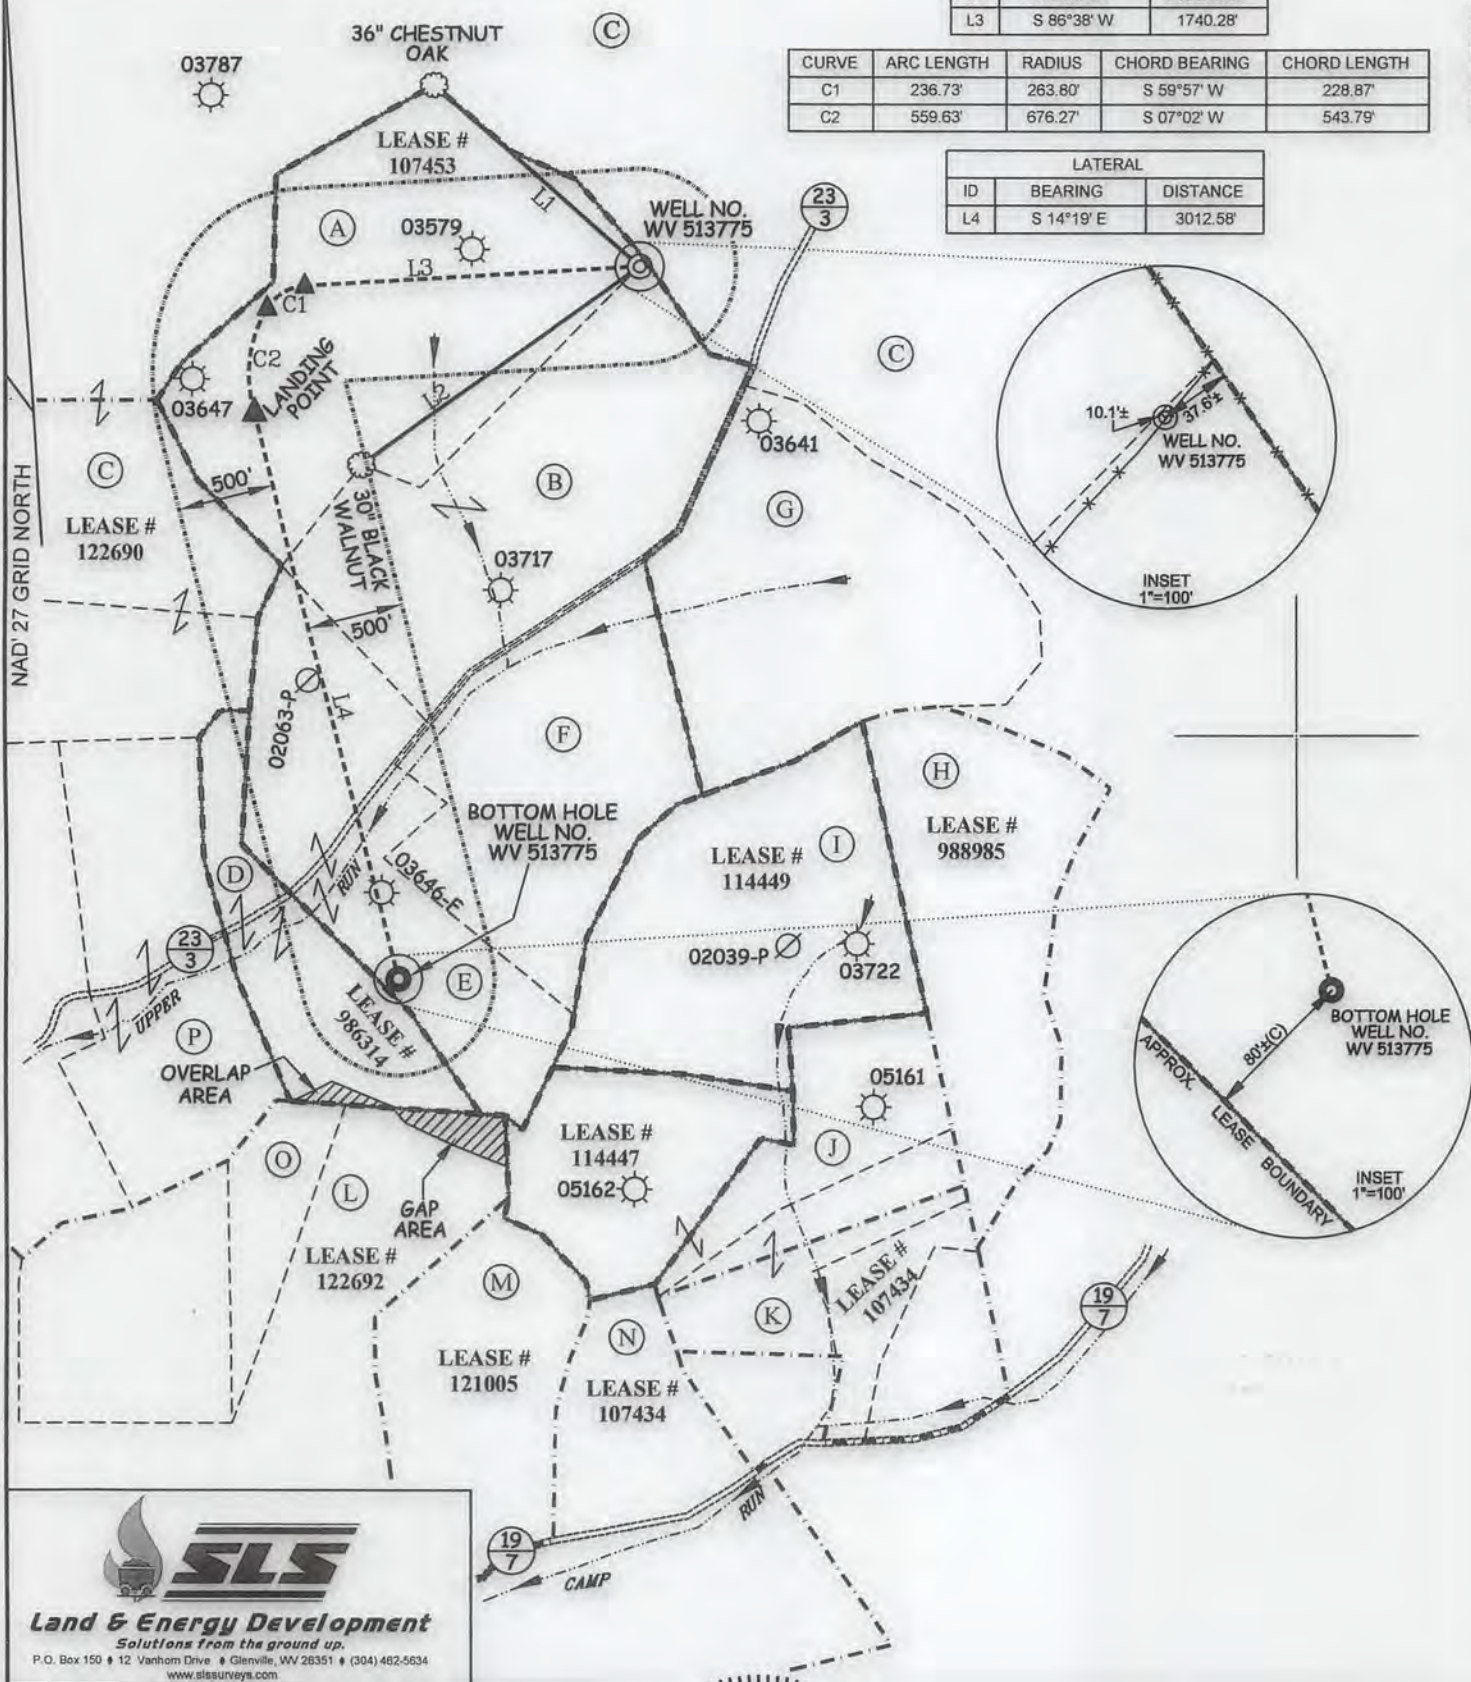 L3 S 86°38' W 1740.28'
CURVE ARC LENGTH RADIUS CHORD BEARING CHORD LENGTH
C1 236.73' 263.80' S 59°57' W 228.87'
C2 559.63' 676.27' S 07°02' W 543.79'
LATERAL
ID BEARING DISTANCE
L4 S 14°19' E 3012.58'
36" CHESTNUT
OAK
C
03787
LEASE #
107453
L1
A
03579
L3
WELL NO.
WV 513775
23
3
C1
C2
LANDING
POINT
L2
03647
C
03641
10.1'±
37.6'±
WELL NO.
WV 513775
INSET
1"=100'
NAD' 27 GRID NORTH
C
LEASE #
122690
500'
30" BLACK
WALNUT
B
G
03717
500'
02063-P
L4
F
H
LEASE #
988985
BOTTOM HOLE
WELL NO.
WV 513775
LEASE #
114449
I
D
RUN
03646-E
23
3
UPPER
E
02039-P
03722
LEASE #
986314
P
OVERLAP
AREA
BOTTOM HOLE
WELL NO.
WV 513775
80'±(C)
APPROX. LEASE BOUNDARY
INSET
1"=100'
05161
LEASE #
114447
05162
J
O
L
GAP
AREA
LEASE #
122692
M
LEASE #
107434
K
19
7
N
LEASE #
121005
LEASE #
107434
RUN
19
7
CAMP
SLS
Land & Energy Development
Solutions from the ground up.
P.O. Box 150 ♦ 12 Vanhorn Drive ♦ Glenville, WV 26351 ♦ (304) 462-5634
www.slssurveys.com